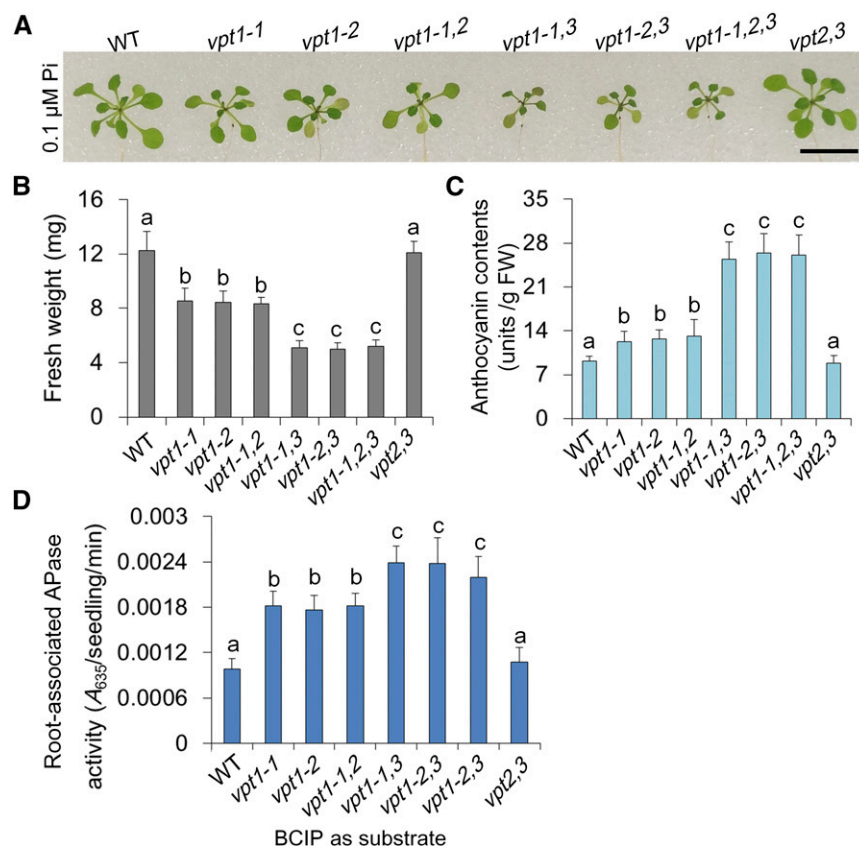 A
WT vpt1-1 vpt1-2 vpt1-1,2 vpt1-1,3 vpt1-2,3 vpt1-1,2,3 vpt2,3
0.1 µM Pi
B
Fresh weight (mg)
16
12
8
4
0
a b b b c c c a
WT vpt1-1 vpt1-2 vpt1-1,2 vpt1-1,3 vpt1-2,3 vpt1-1,2,3 vpt2,3
C
Anthocyanin contents
(units /g FW)
35
28
21
14
7
0
a b b b c c c a
WT vpt1-1 vpt1-2 vpt1-1,2 vpt1-1,3 vpt1-2,3 vpt1-1,2,3 vpt2,3
D
Root-associated APase
activity (A635/seedling/min)
0.003
0.0024
0.0018
0.0012
0.0006
0
a b b b c c c a
WT vpt1-1 vpt1-2 vpt1-1,2 vpt1-1,3 vpt1-2,3 vpt1-2,3 vpt2,3
BCIP as substrate